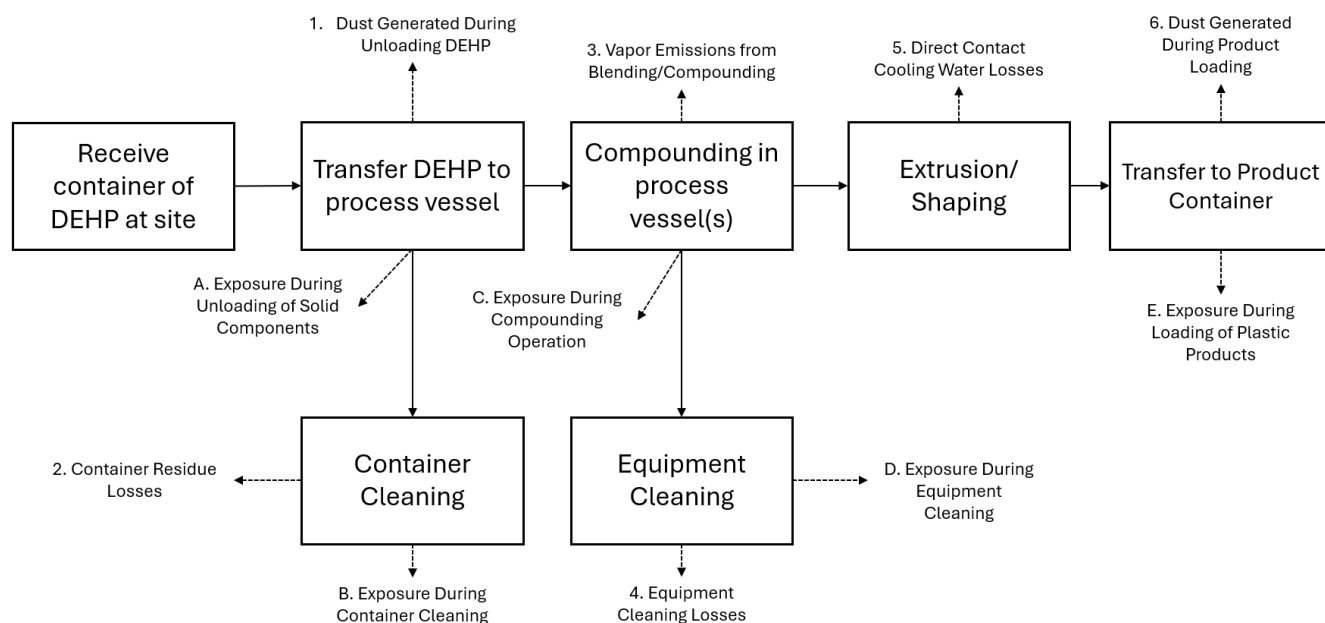 1. Dust Generated During
Unloading DEHP
3. Vapor Emissions from
Blending/Compounding
5. Direct Contact
Cooling Water Losses
6. Dust Generated
During Product
Loading
Receive
container of
DEHP at site
Transfer DEHP to
process vessel
Compounding in
process
vessel(s)
Extrusion/
Shaping
Transfer to Product
Container
A. Exposure During
Unloading of Solid
Components
C. Exposure During
Compounding
Operation
E. Exposure During
Loading of Plastic
Products
2. Container Residue
Losses
Container
Cleaning
Equipment
Cleaning
D. Exposure During
Equipment
Cleaning
B. Exposure During
Container Cleaning
4. Equipment
Cleaning Losses